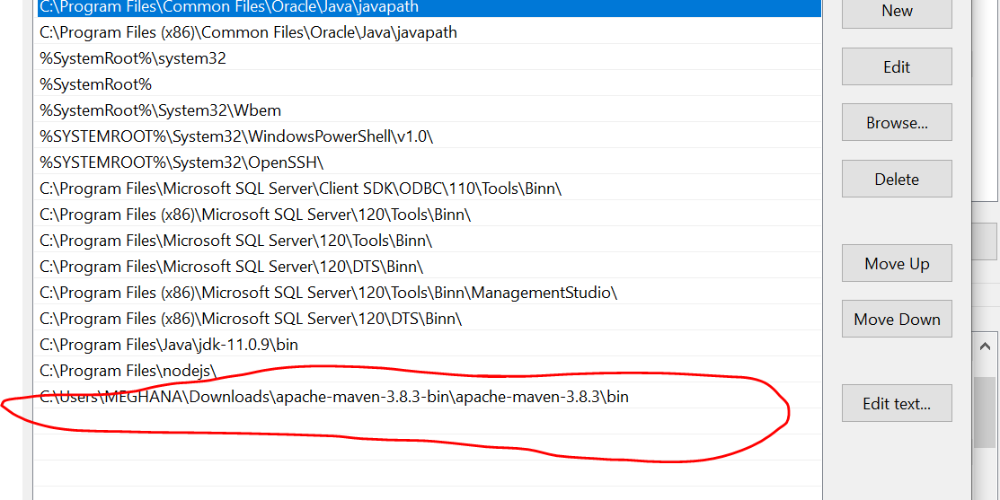 C:\Program Files\Common Files\Oracle\Java\javapath
C:\Program Files (x86)\Common Files\Oracle\Java\javapath
%SystemRoot%\system32
%SystemRoot%
%SystemRoot%\System32\Wbem
%SYSTEMROOT%\System32\WindowsPowerShell\v1.0\
%SYSTEMROOT%\System32\OpenSSH\
C:\Program Files\Microsoft SQL Server\Client SDK\ODBC\110\Tools\Binn\
C:\Program Files (x86)\Microsoft SQL Server\120\Tools\Binn\
C:\Program Files\Microsoft SQL Server\120\Tools\Binn\
C:\Program Files\Microsoft SQL Server\120\DTS\Binn\
C:\Program Files (x86)\Microsoft SQL Server\120\Tools\Binn\ManagementStudio\
C:\Program Files (x86)\Microsoft SQL Server\120\DTS\Binn\
C:\Program Files\Java\jdk-11.0.9\bin
C:\Program Files\nodejs\
C:\Users\MEGHANA\Downloads\apache-maven-3.8.3-bin\apache-maven-3.8.3\bin
New
Edit
Browse...
Delete
Move Up
Move Down
Edit text...